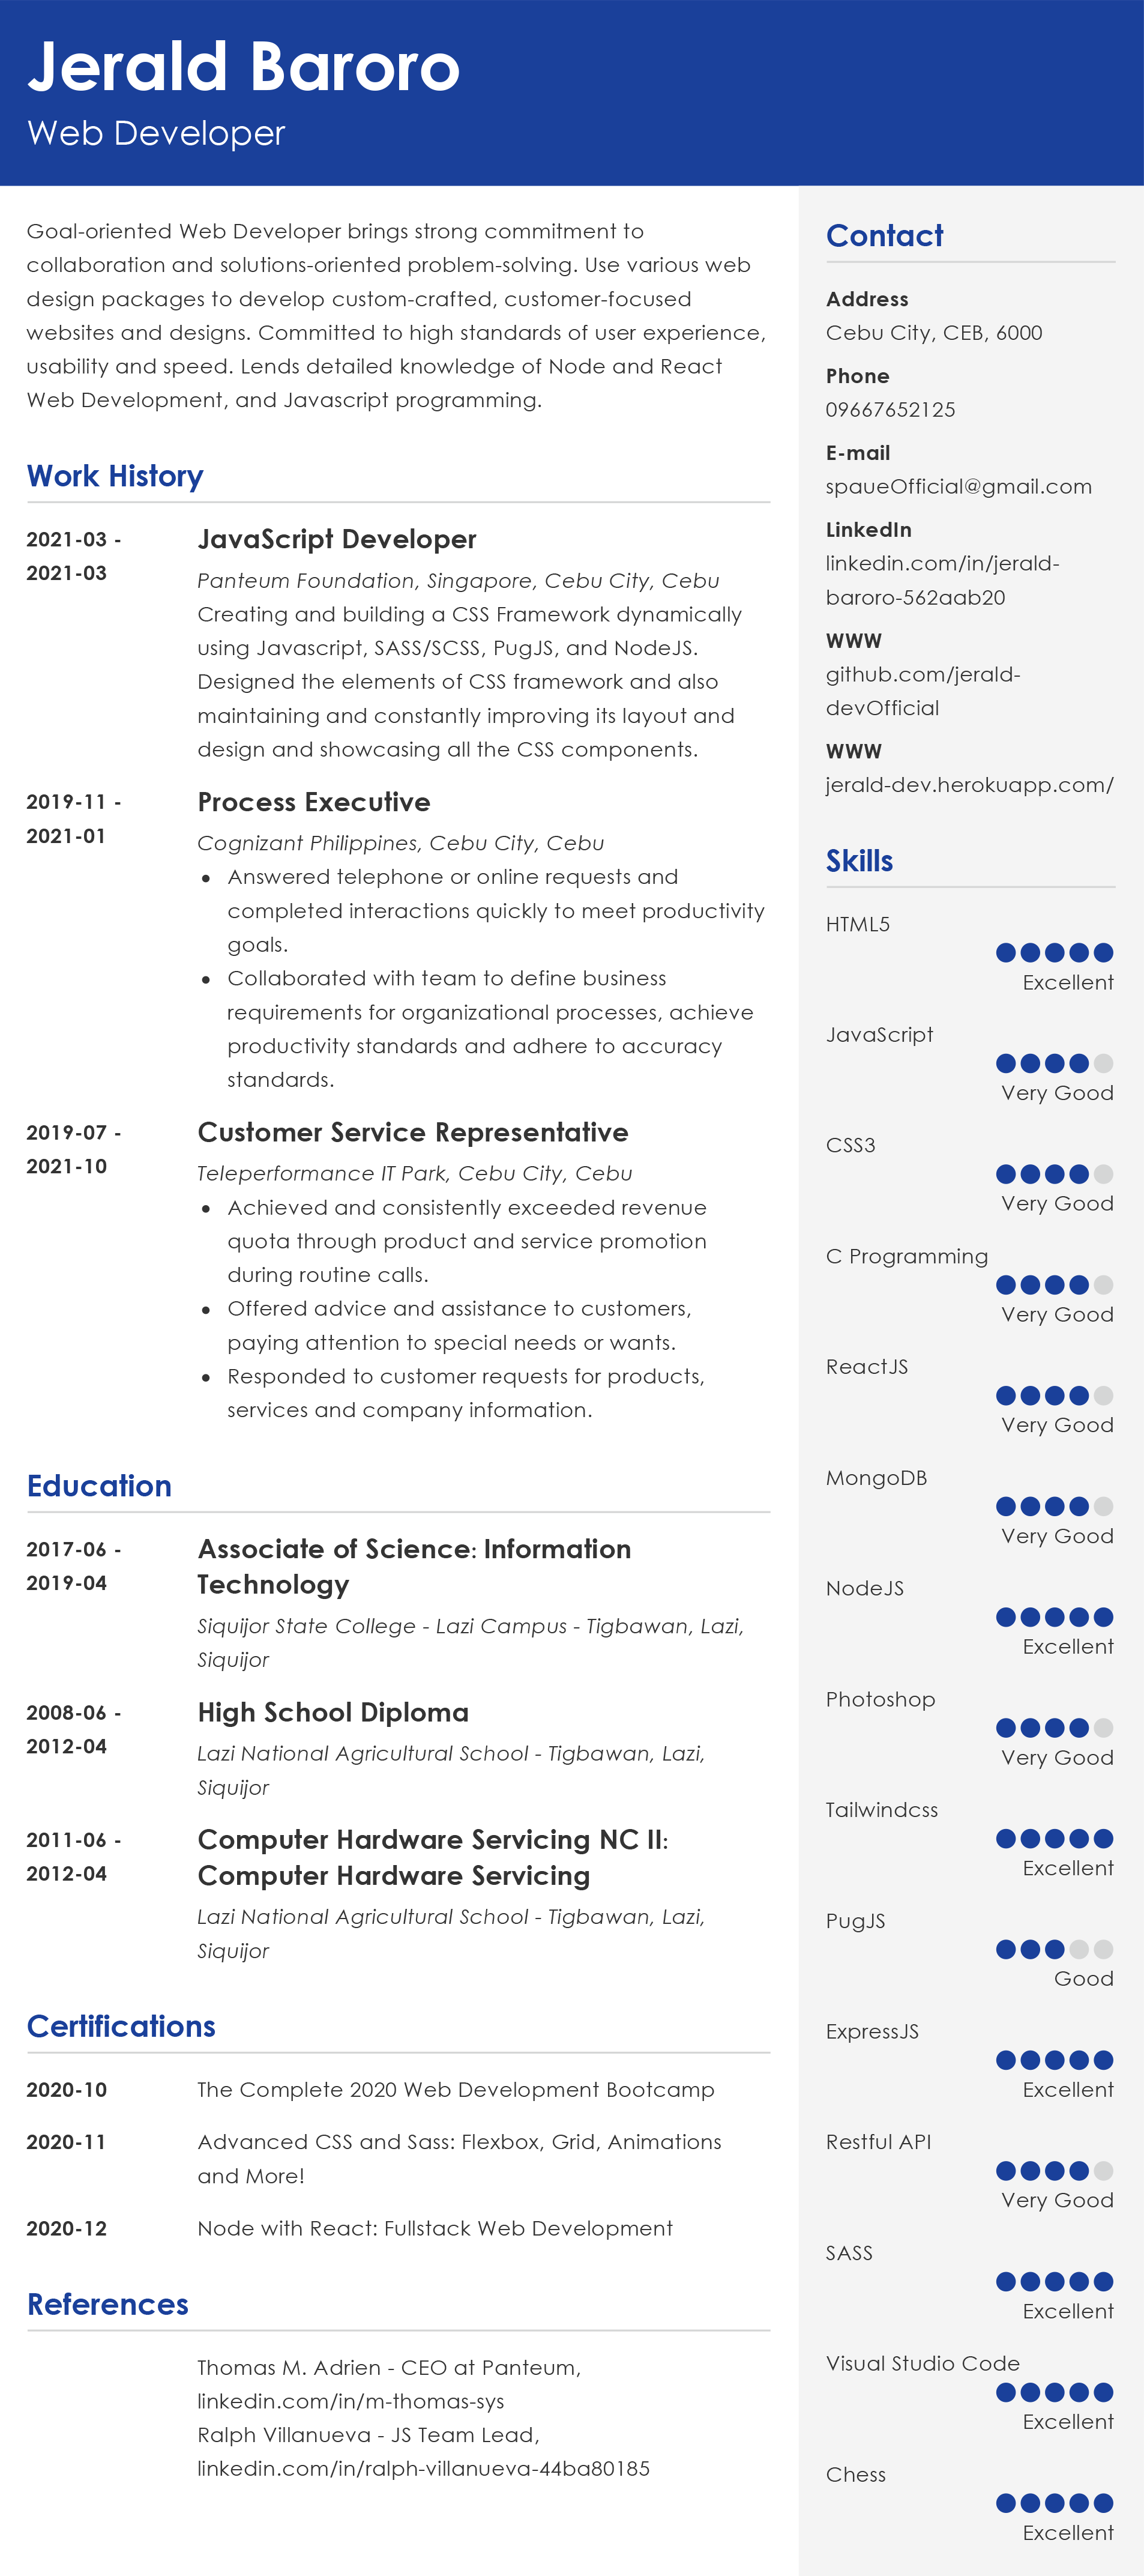 Jerald Baroro
Web Developer
Goal-oriented Web Developer brings strong commitment to
collaboration and solutions-oriented problem-solving. Use various web
design packages to develop custom-crafted, customer-focused
websites and designs. Committed to high standards of user experience,
usability and speed. Lends detailed knowledge of Node and React
Web Development, and Javascript programming.
Work History
2021-03 -
2021-03
JavaScript Developer
Panteum Foundation, Singapore, Cebu City, Cebu
Creating and building a CSS Framework dynamically
using Javascript, SASS/SCSS, PugJS, and NodeJS.
Designed the elements of CSS framework and also
maintaining and constantly improving its layout and
design and showcasing all the CSS components.
2019-11 -
2021-01
Process Executive
Cognizant Philippines, Cebu City, Cebu
• Answered telephone or online requests and
completed interactions quickly to meet productivity
goals.
• Collaborated with team to define business
requirements for organizational processes, achieve
productivity standards and adhere to accuracy
standards.
2019-07 -
2021-10
Customer Service Representative
Teleperformance IT Park, Cebu City, Cebu
• Achieved and consistently exceeded revenue
quota through product and service promotion
during routine calls.
• Offered advice and assistance to customers,
paying attention to special needs or wants.
• Responded to customer requests for products,
services and company information.
Education
2017-06 -
2019-04
Associate of Science: Information
Technology
Siquijor State College - Lazi Campus - Tigbawan, Lazi,
Siquijor
2008-06 -
2012-04
High School Diploma
Lazi National Agricultural School - Tigbawan, Lazi,
Siquijor
2011-06 -
2012-04
Computer Hardware Servicing NC II:
Computer Hardware Servicing
Lazi National Agricultural School - Tigbawan, Lazi,
Siquijor
Certifications
2020-10
The Complete 2020 Web Development Bootcamp
2020-11
Advanced CSS and Sass: Flexbox, Grid, Animations
and More!
2020-12
Node with React: Fullstack Web Development
References
Thomas M. Adrien - CEO at Panteum,
linkedin.com/in/m-thomas-sys
Ralph Villanueva - JS Team Lead,
linkedin.com/in/ralph-villanueva-44ba80185
Contact
Address
Cebu City, CEB, 6000
Phone
09667652125
E-mail
spaueOfficial@gmail.com
LinkedIn
linkedin.com/in/jerald-
baroro-562aab20
WWW
github.com/jerald-
devOfficial
WWW
jerald-dev.herokuapp.com/
Skills
HTML5
Excellent
JavaScript
Very Good
CSS3
Very Good
C Programming
Very Good
ReactJS
Very Good
MongoDB
Very Good
NodeJS
Excellent
Photoshop
Very Good
Tailwindcss
Excellent
PugJS
Good
ExpressJS
Excellent
Restful API
Very Good
SASS
Excellent
Visual Studio Code
Excellent
Chess
Excellent